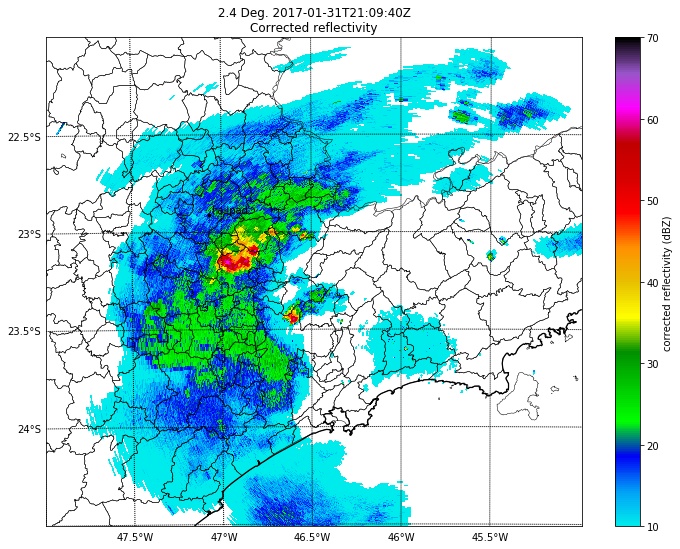 2.4 Deg. 2017-01-31T21:09:40Z
Corrected reflectivity
70
60
50
40
30
20
10
corrected reflectivity (dBZ)
22.5°S
23°S
23.5°S
24°S
47.5°W
47°W
46.5°W
46°W
45.5°W